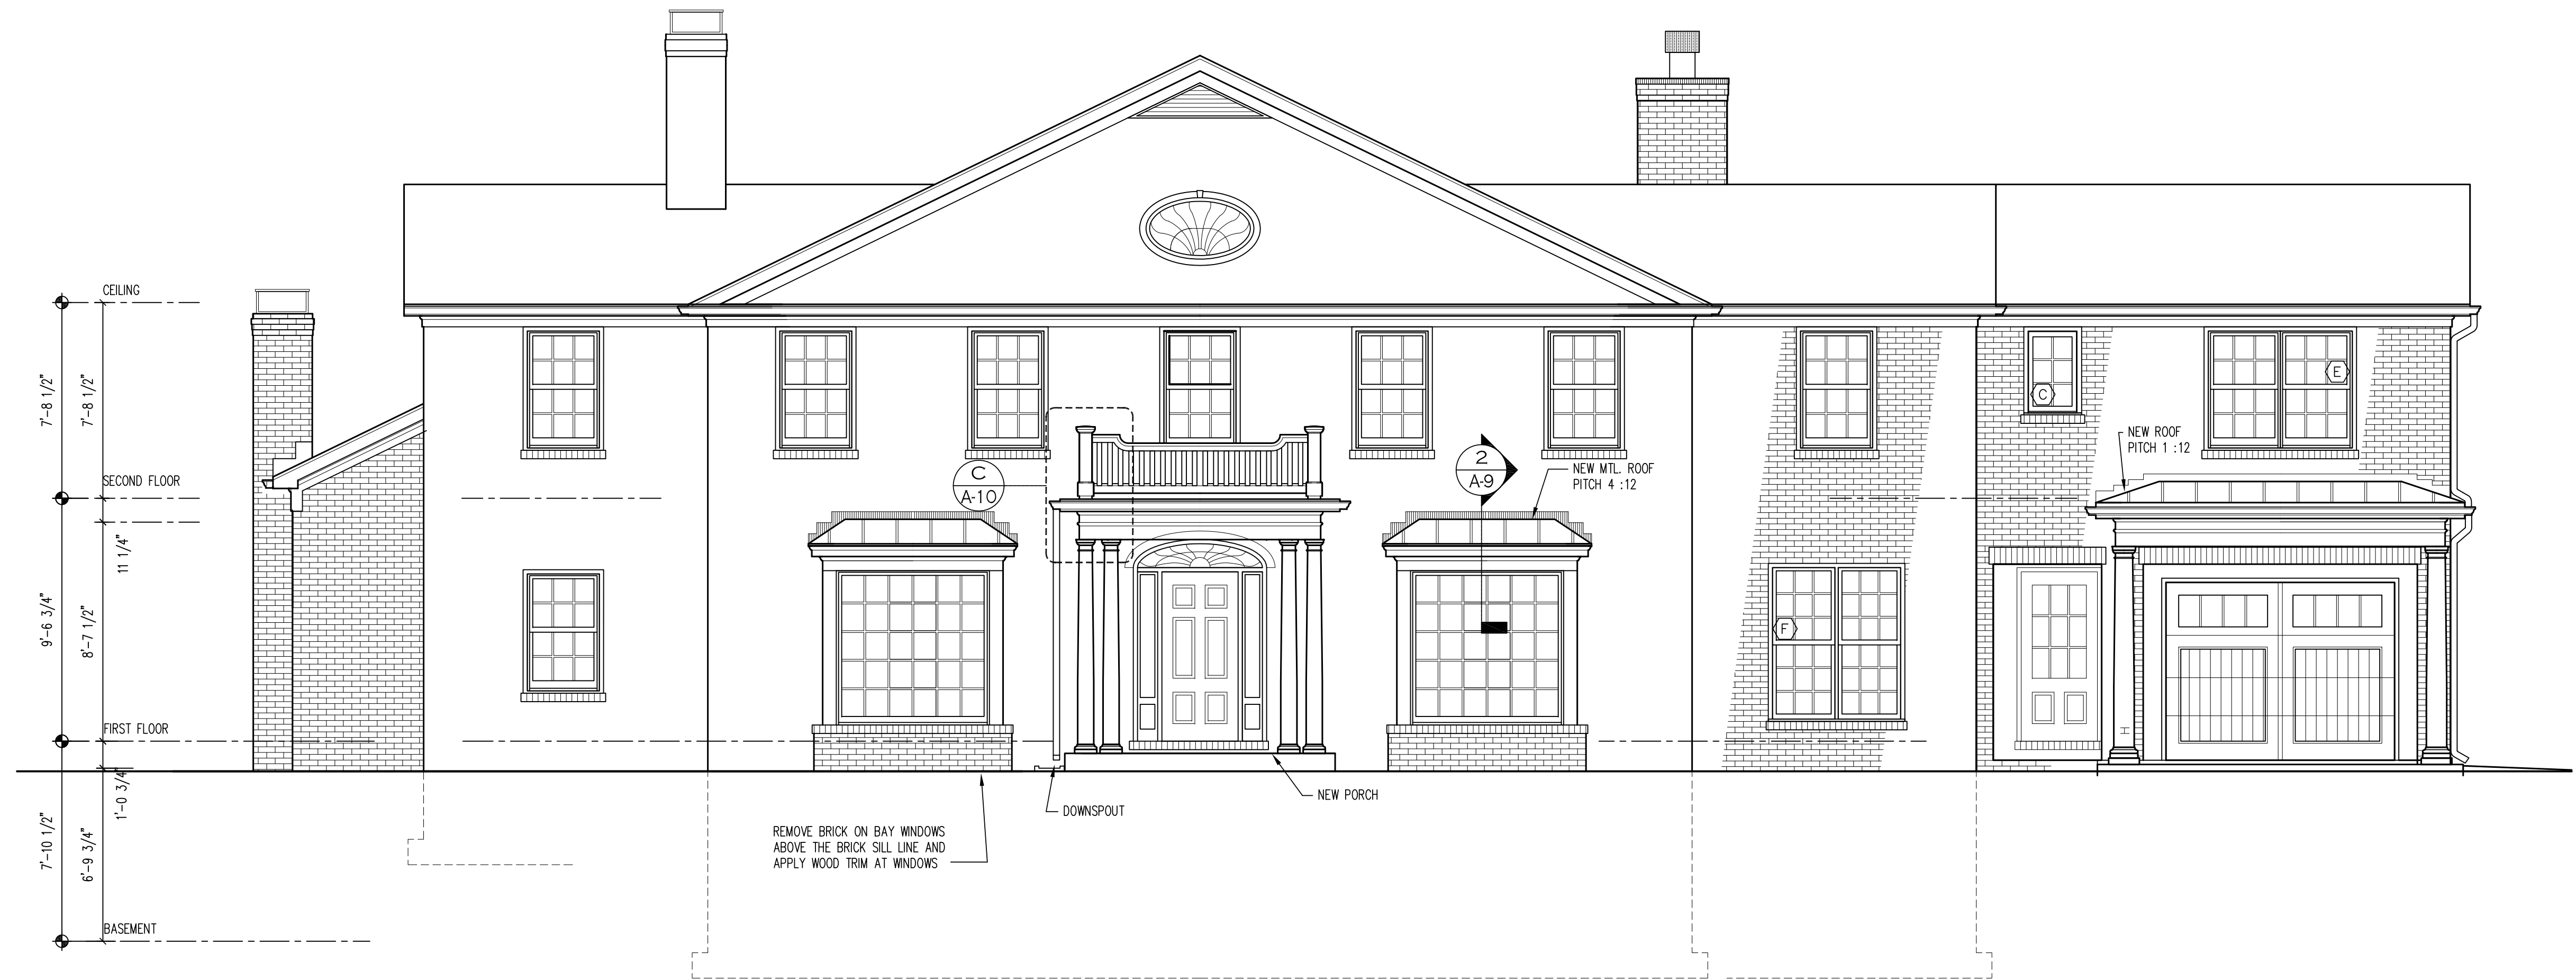 CEILING
7'-8 1/2"
7'-8 1/2"
SECOND FLOOR
11 1/4"
9'-6 3/4"
8'-7 1/2"
FIRST FLOOR
1'-0 3/4"
7'-10 1/2"
6'-9 3/4"
BASEMENT
C
A-10
2
A-9
NEW MTL. ROOF
PITCH 4 :12
C
E
NEW ROOF
PITCH 1 :12
F
NEW PORCH
DOWNSPOUT
REMOVE BRICK ON BAY WINDOWS
ABOVE THE BRICK SILL LINE AND
APPLY WOOD TRIM AT WINDOWS